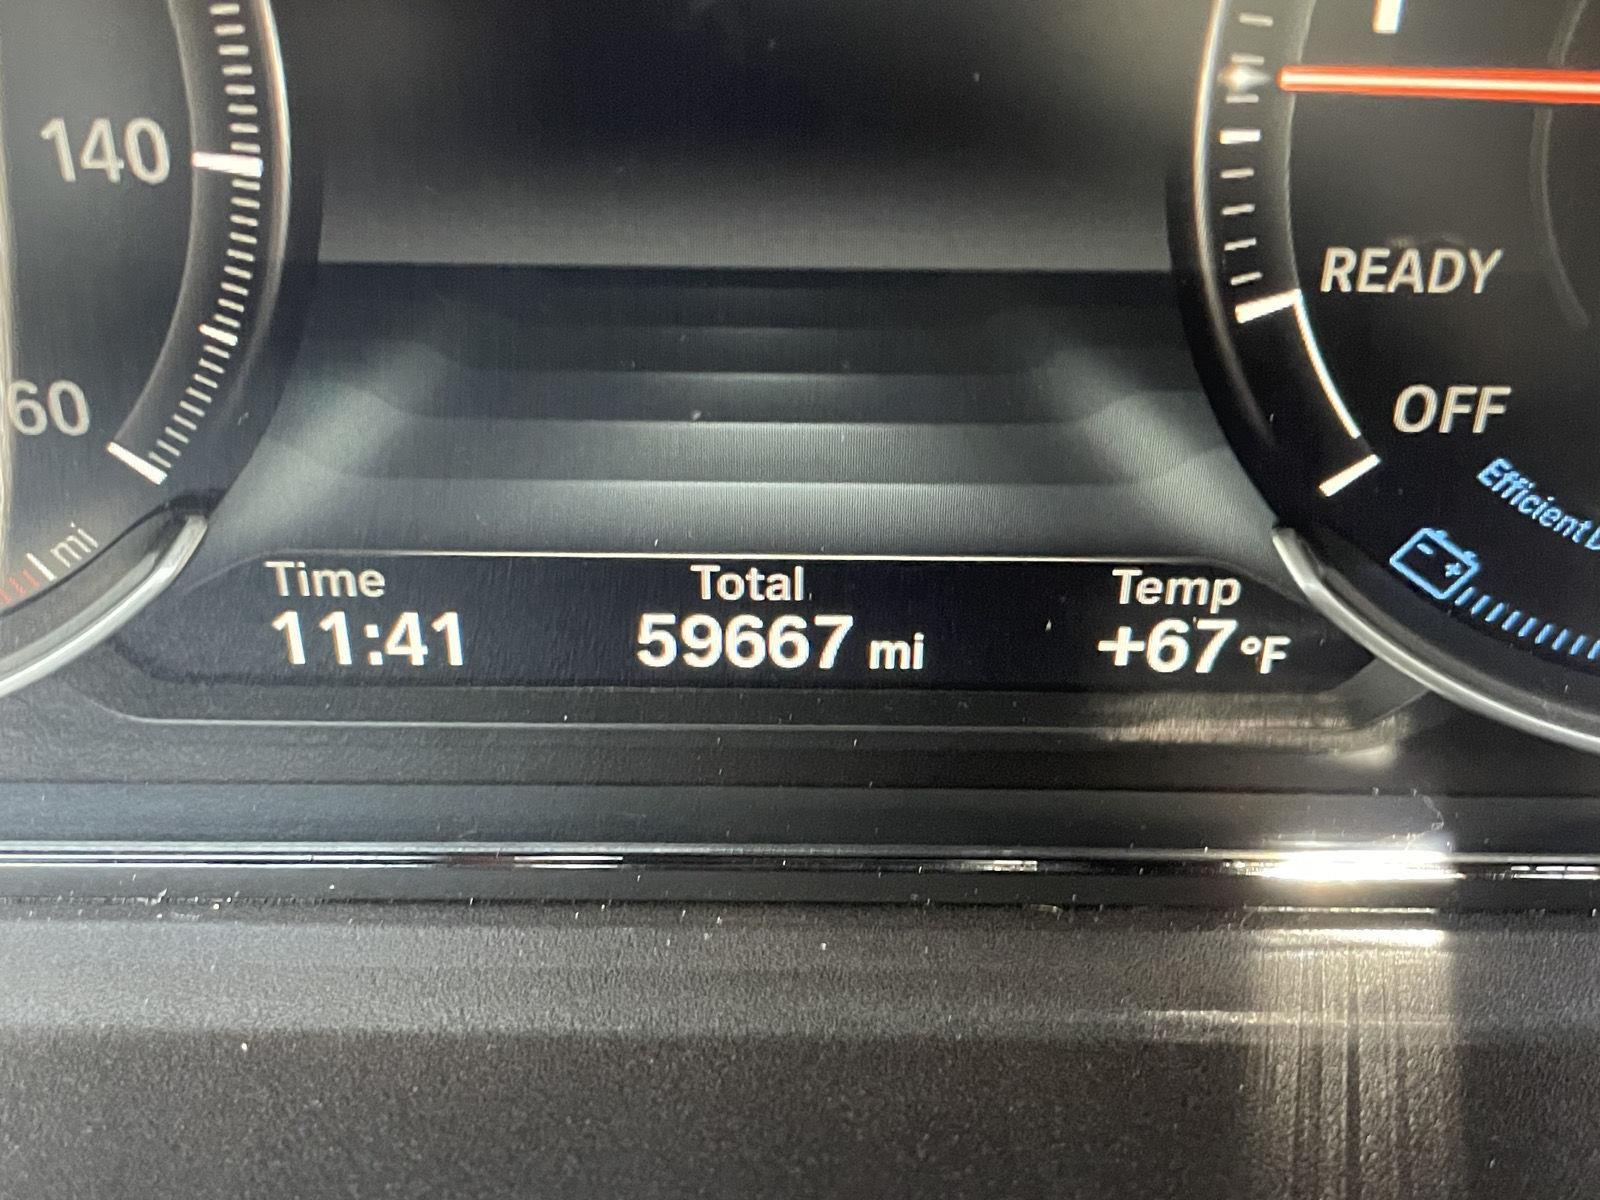 140
60
mi
READY
OFF
Efficient
Time
11:41
Total
59667 mi
Temp
+67 °F